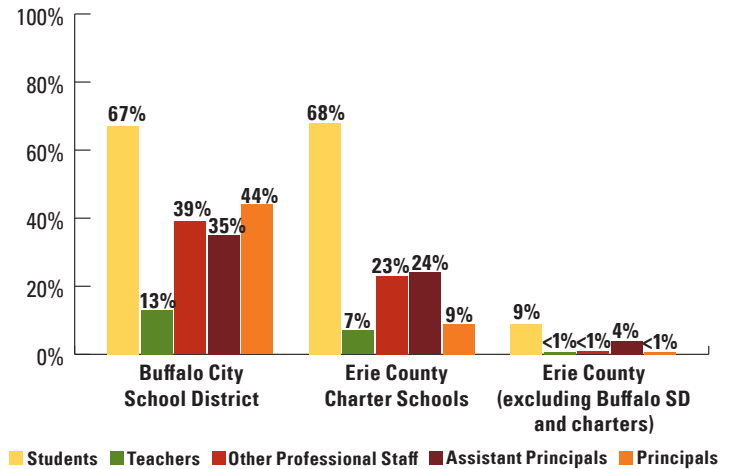 100%
80%
60%
40%
20%
0%
67%
13%
39%
35%
44%
68%
7%
23%
24%
9%
9%
<1%
<1%
4%
<1%
Buffalo City
School District
Erie County
Charter Schools
Erie County
(excluding Buffalo SD
and charters)
Students Teachers Other Professional Staff Assistant Principals Principals